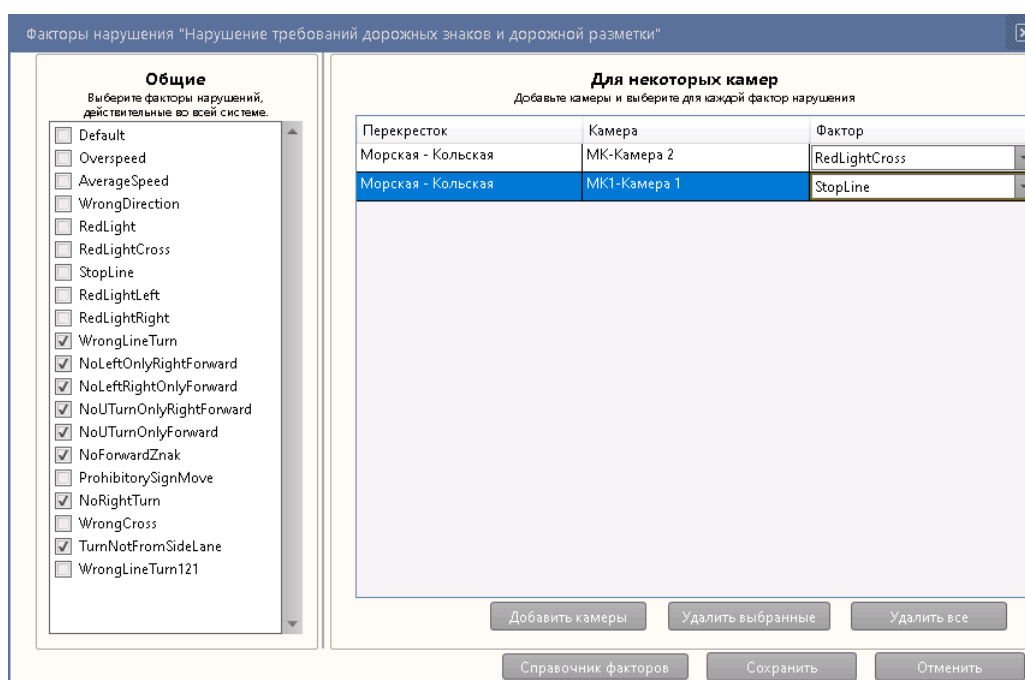 Факторы нарушения "Нарушение требований дорожных знаков и дорожной разметки"
Общие
Выберите факторы нарушений,
действительные во всей системе.
Default
Overspeed
AverageSpeed
WrongDirection
RedLight
RedLightCross
StopLine
RedLightLeft
RedLightRight
WrongLineTurn
NoLeftOnlyRightForward
NoLeftRightOnlyForward
NoUTurnOnlyRightForward
NoUTurnOnlyForward
NoForwardZnak
ProhibitorySignMove
NoRightTurn
WrongCross
TurnNotFromSideLane
WrongLineTurn121
Для некоторых камер
Добавьте камеры и выберите для каждой фактор нарушения
Перекресток Камера Фактор
Морская - Кольская МК-Камера 2 RedLightCross
Морская - Кольская МК1-Камера 1 StopLine
Добавить камеры Удалить выбранные Удалить все
Справочник факторов Сохранить Отменить